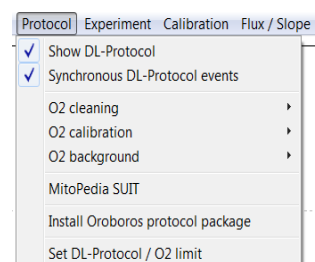 Protocol Experiment Calibration Flux / Slope
Show DL-Protocol
Synchronous DL-Protocol events
O2 cleaning
O2 calibration
O2 background
MitoPedia SUIT
Install Oroboros protocol package
Set DL-Protocol / O2 limit